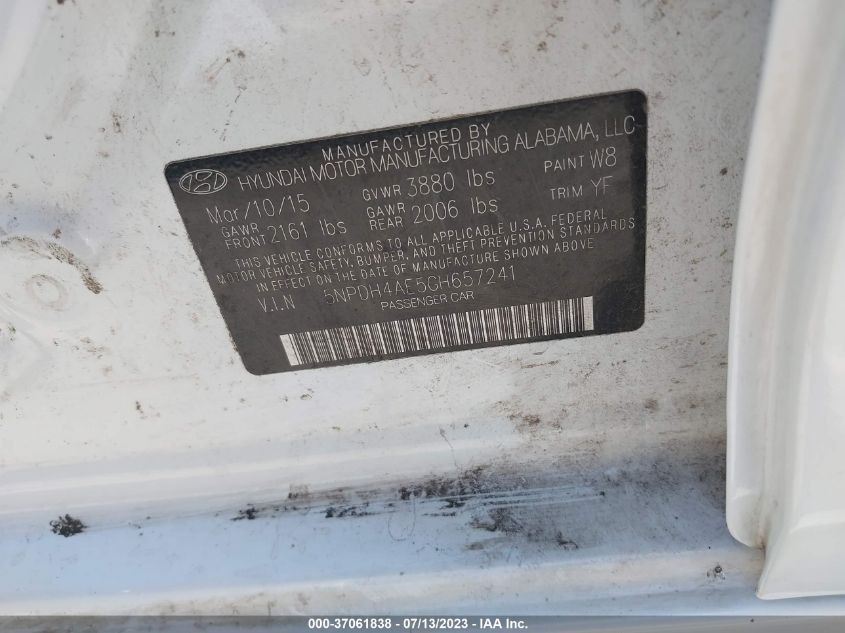 MANUFACTURED BY
HYUNDAI MOTOR MANUFACTURING ALABAMA, LLC
Mar/10/15 GVWR 3880 lbs PAINT W8
GAWR FRONT 2161 lbs GAWR REAR 2006 lbs TRIM YF
THIS VEHICLE CONFORMS TO ALL APPLICABLE U.S.A. FEDERAL
MOTOR VEHICLE SAFETY, BUMPER, AND THEFT PREVENTION STANDARDS
IN EFFECT ON THE DATE OF MANUFACTURE SHOWN ABOVE
V.I.N 5NPDH4AE5GH657241
PASSENGER CAR
000-37061838 - 07/13/2023 - IAA Inc.